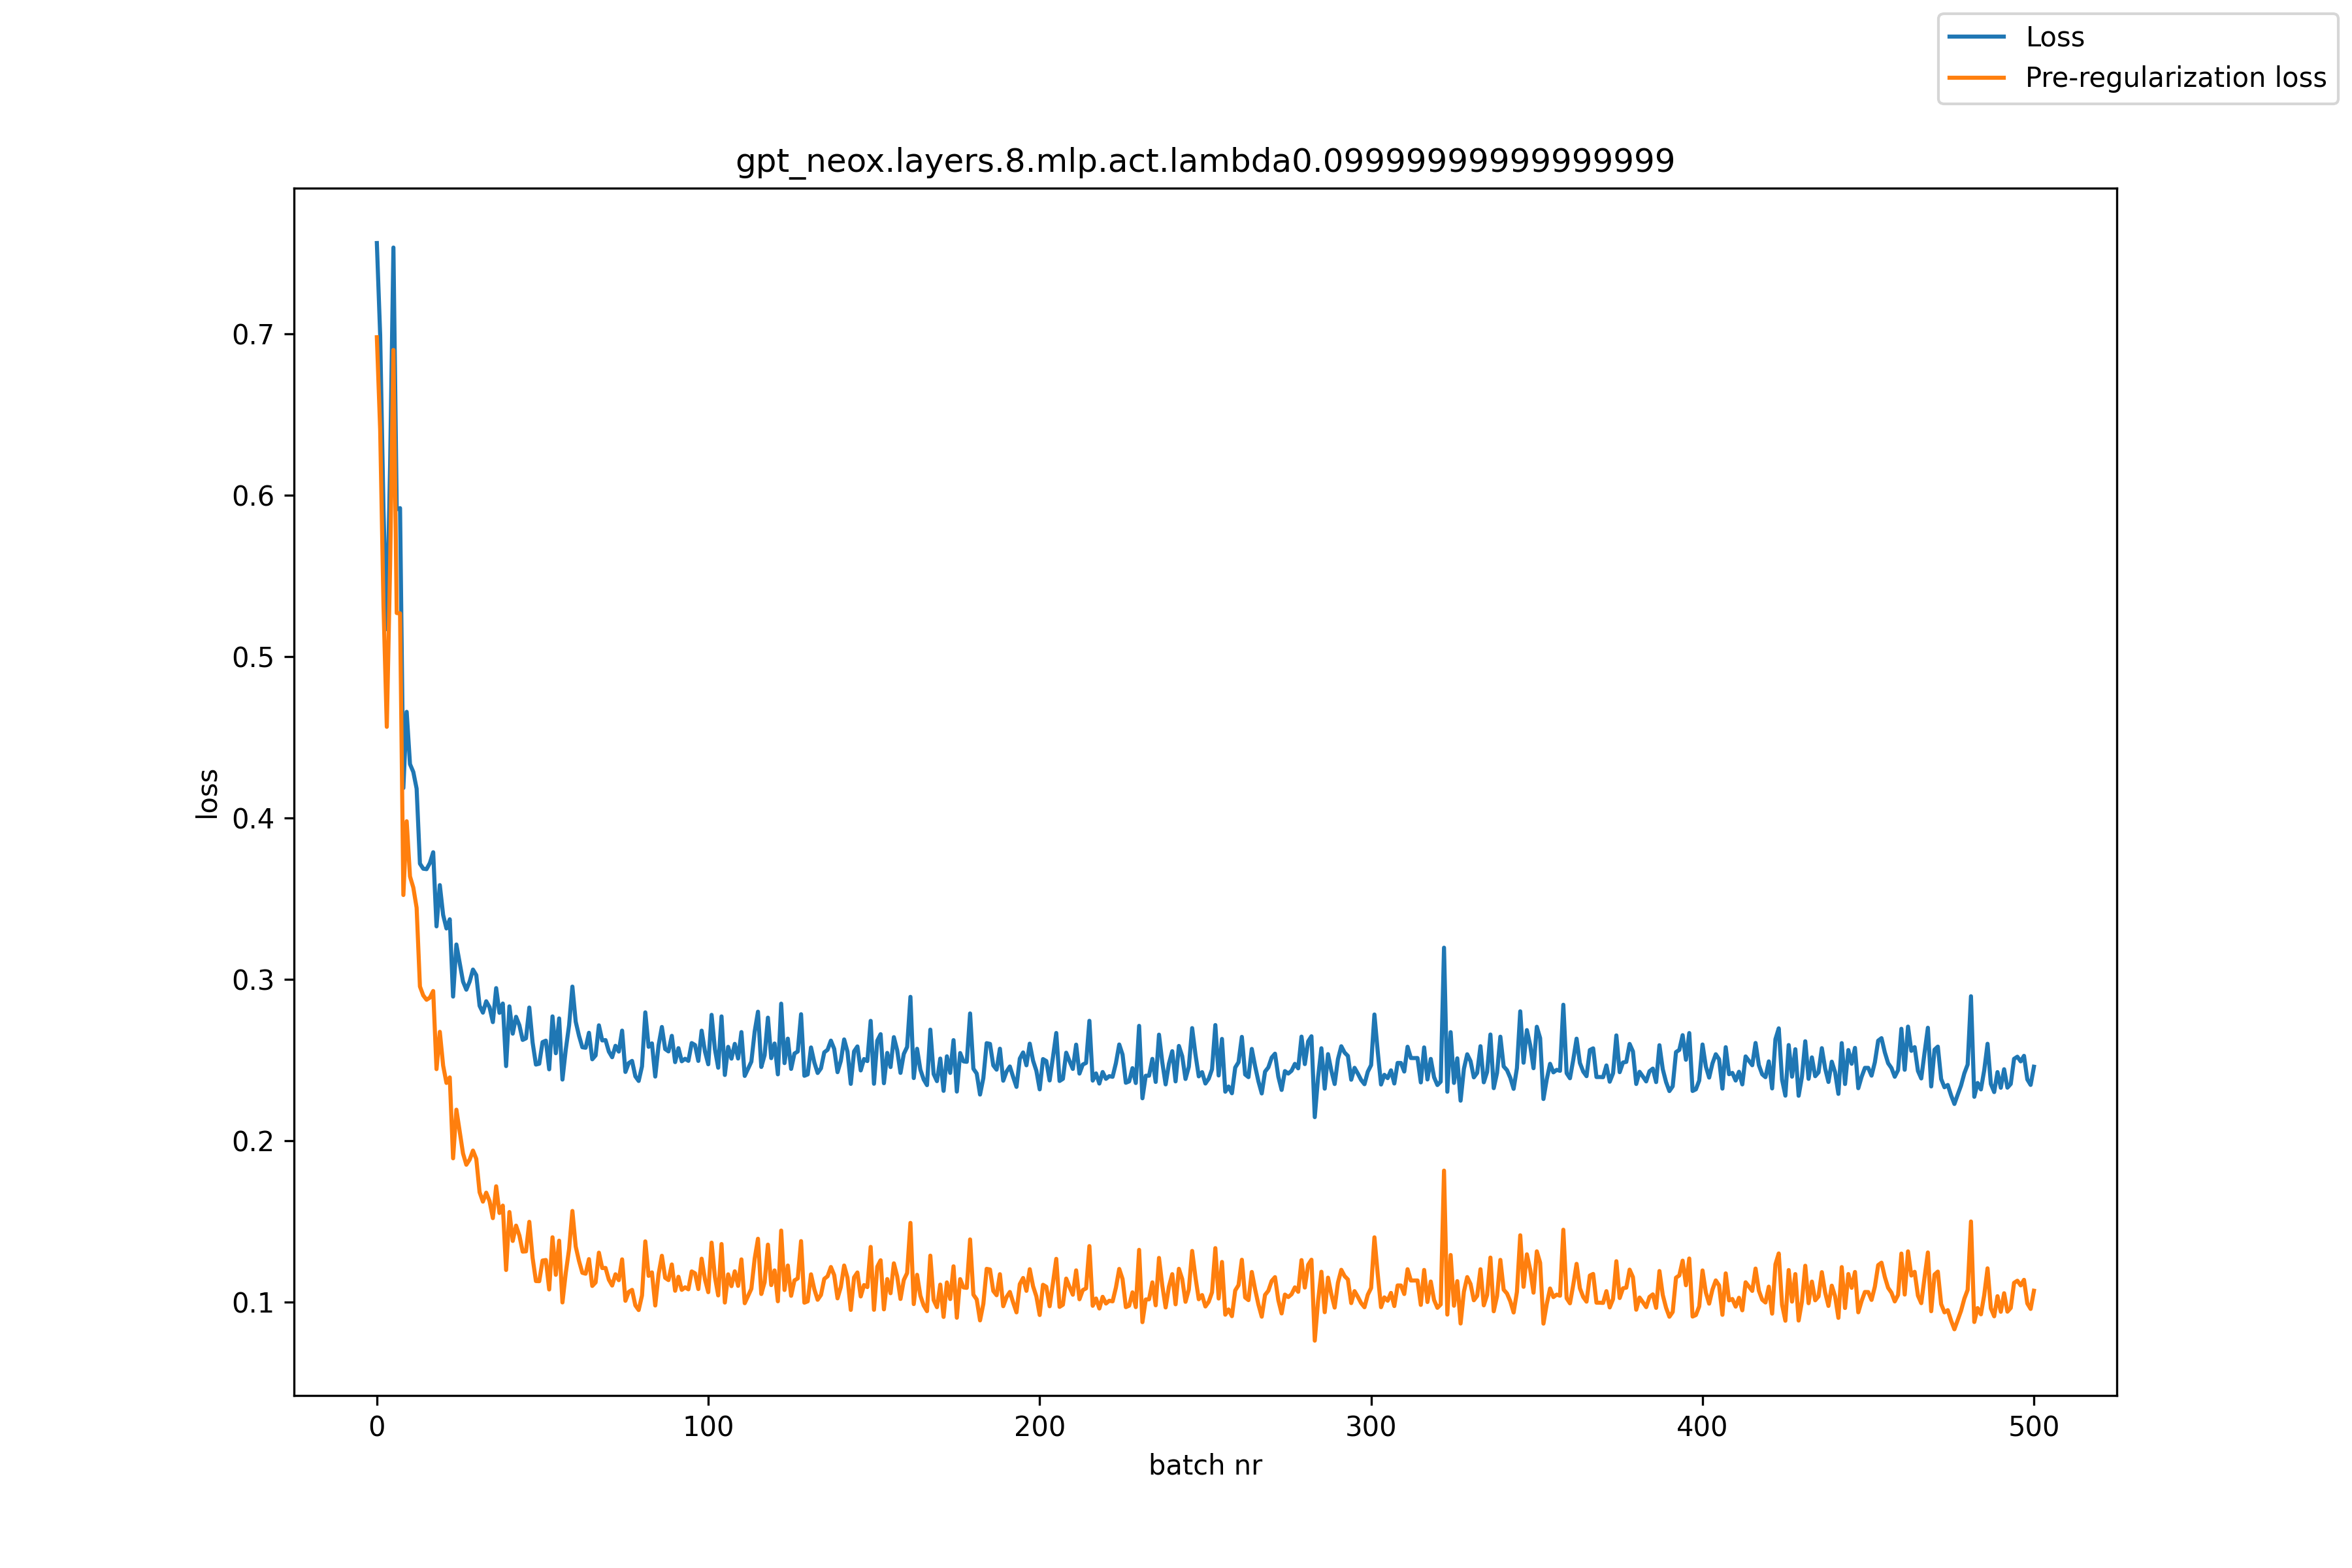 Loss
Pre-regularization loss
gpt_neox.layers.8.mlp.act.lambda0.09999999999999999
loss
0.7
0.6
0.5
0.4
0.3
0.2
0.1
0
100
200
300
400
500
batch nr